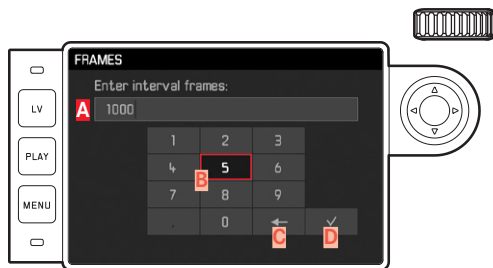 FRAMES
Enter interval frames:
A 1000
LV
PLAY
MENU
1 2 3
4 5 6
B
7 8 9
. 0 ← ✓
C D